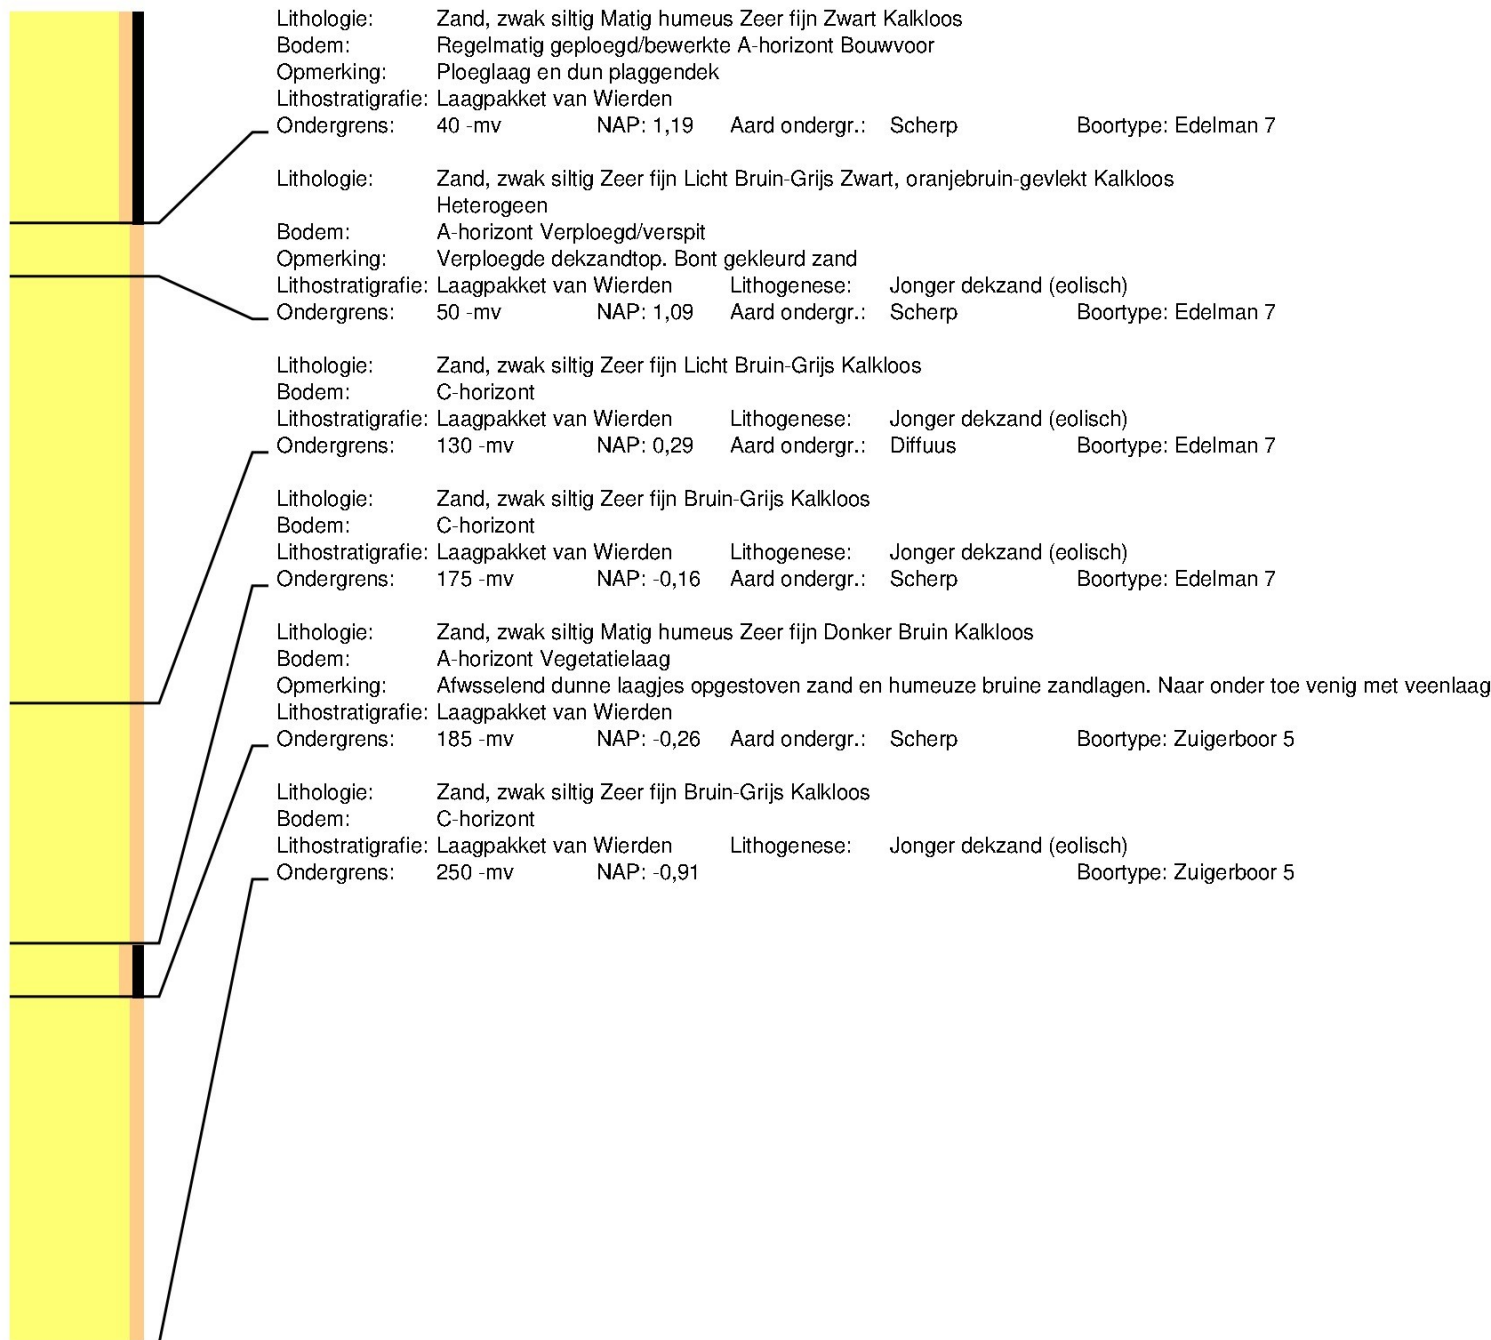 Lithologie: Zand, zwak siltig Matig humeus Zeer fijn Zwart Kalkloos
Bodem: Regelmatig geploegd/bewerkte A-horizont Bouwvoor
Opmerking: Ploeglaag en dun plaggendek
Lithostratigrafie: Laagpakket van Wierden
Ondergrens: 40 -mv NAP: 1,19 Aard ondergr.: Scherp Boortype: Edelman 7
Lithologie: Zand, zwak siltig Zeer fijn Licht Bruin-Grijs Zwart, oranjebruin-gevlekt Kalkloos
Heterogeen
Bodem: A-horizont Verploegd/verspit
Opmerking: Verploegde dekzandtop. Bont gekleurd zand
Lithostratigrafie: Laagpakket van Wierden Lithogenese: Jonger dekzand (eolisch)
Ondergrens: 50 -mv NAP: 1,09 Aard ondergr.: Scherp Boortype: Edelman 7
Lithologie: Zand, zwak siltig Zeer fijn Licht Bruin-Grijs Kalkloos
Bodem: C-horizont
Lithostratigrafie: Laagpakket van Wierden Lithogenese: Jonger dekzand (eolisch)
Ondergrens: 130 -mv NAP: 0,29 Aard ondergr.: Diffuus Boortype: Edelman 7
Lithologie: Zand, zwak siltig Zeer fijn Bruin-Grijs Kalkloos
Bodem: C-horizont
Lithostratigrafie: Laagpakket van Wierden Lithogenese: Jonger dekzand (eolisch)
Ondergrens: 175 -mv NAP: -0,16 Aard ondergr.: Scherp Boortype: Edelman 7
Lithologie: Zand, zwak siltig Matig humeus Zeer fijn Donker Bruin Kalkloos
Bodem: A-horizont Vegetatielaag
Opmerking: Afwsselend dunne laagjes opgestoven zand en humeuze bruine zandlagen. Naar onder toe venig met veenlaag
Lithostratigrafie: Laagpakket van Wierden
Ondergrens: 185 -mv NAP: -0,26 Aard ondergr.: Scherp Boortype: Zuigerboor 5
Lithologie: Zand, zwak siltig Zeer fijn Bruin-Grijs Kalkloos
Bodem: C-horizont
Lithostratigrafie: Laagpakket van Wierden Lithogenese: Jonger dekzand (eolisch)
Ondergrens: 250 -mv NAP: -0,91 Boortype: Zuigerboor 5